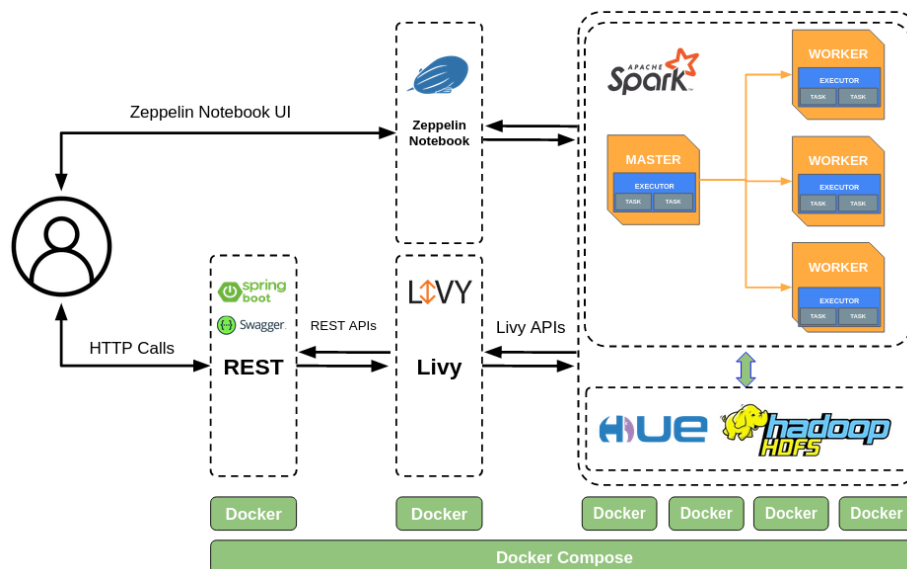 Zeppelin Notebook UI
Zeppelin
Notebook
APACHE
Spark
MASTER
EXECUTOR
TASK TASK
WORKER
EXECUTOR
TASK TASK
WORKER
EXECUTOR
TASK TASK
WORKER
EXECUTOR
TASK TASK
HTTP Calls
spring
boot
Swagger
REST
REST APIs
LIVY
Livy
Livy APIs
HUE
hadoop
HDFS
Docker
Docker
Docker
Docker
Docker
Docker
Docker Compose